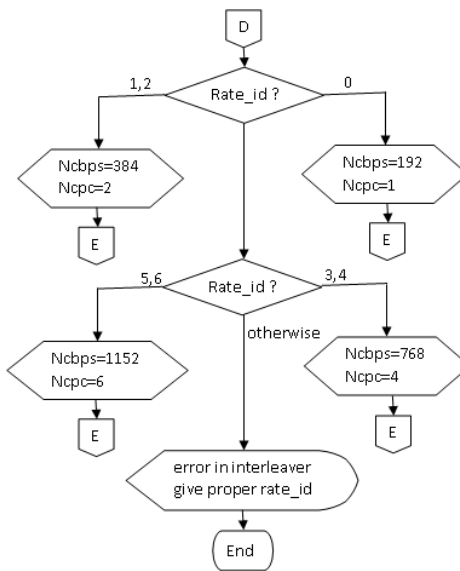 D
1,2
Rate_id ?
0
Ncbps=384
Ncpc=2
Ncbps=192
Ncpc=1
E
E
5,6
Rate_id ?
3,4
otherwise
Ncbps=1152
Ncpc=6
Ncbps=768
Ncpc=4
E
E
error in interleaver
give proper rate_id
End